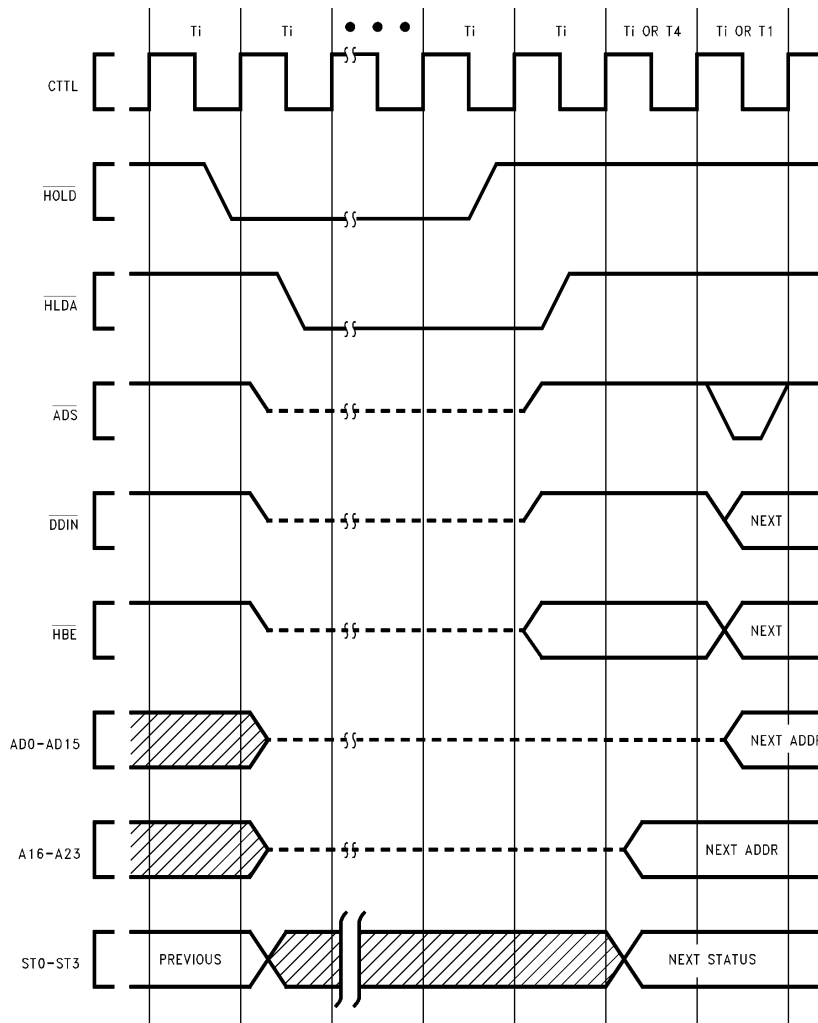 Ti Ti Ti Ti Ti OR T4 Ti OR T1
CTTL
HOLD
HLDA
ADS
DDIN NEXT
HBE NEXT
AD0-AD15 NEXT ADDR
A16-A23 NEXT ADDR
ST0-ST3 PREVIOUS NEXT STATUS